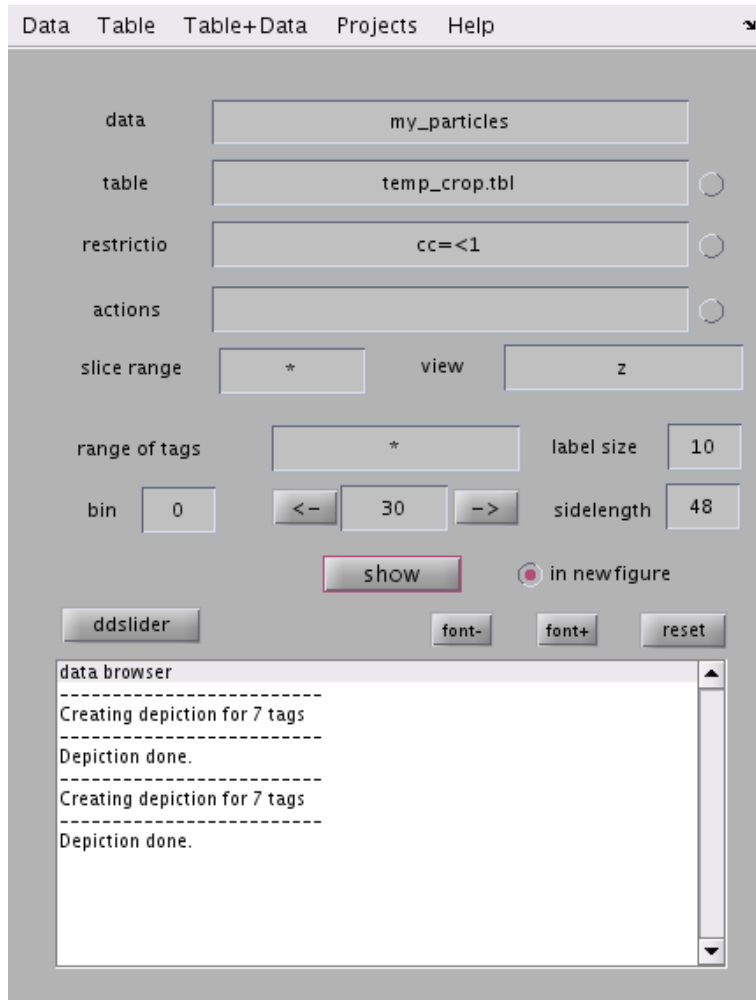 Data Table Table+Data Projects Help
data my_particles
table temp_crop.tbl
restrictio cc=<1
actions
slice range * view z
range of tags * label size 10
bin 0 <- 30 -> sidelength 48
show in newfigure
ddslider font- font+ reset
data browser
--------------------------
Creating depiction for 7 tags
--------------------------
Depiction done.
--------------------------
Creating depiction for 7 tags
--------------------------
Depiction done.